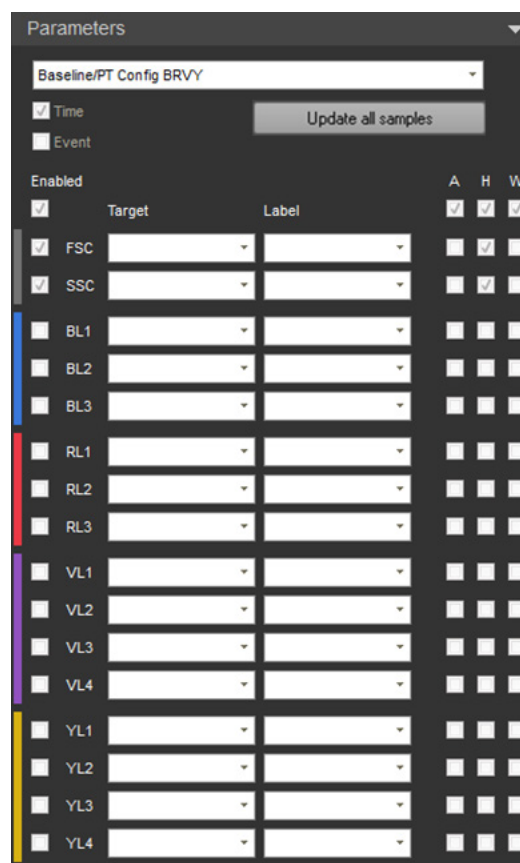 Parameters
Baseline/PT Config BRVY
Time
Update all samples
Event
Enabled A H W
Target Label
FSC
SSC
BL1
BL2
BL3
RL1
RL2
RL3
VL1
VL2
VL3
VL4
YL1
YL2
YL3
YL4